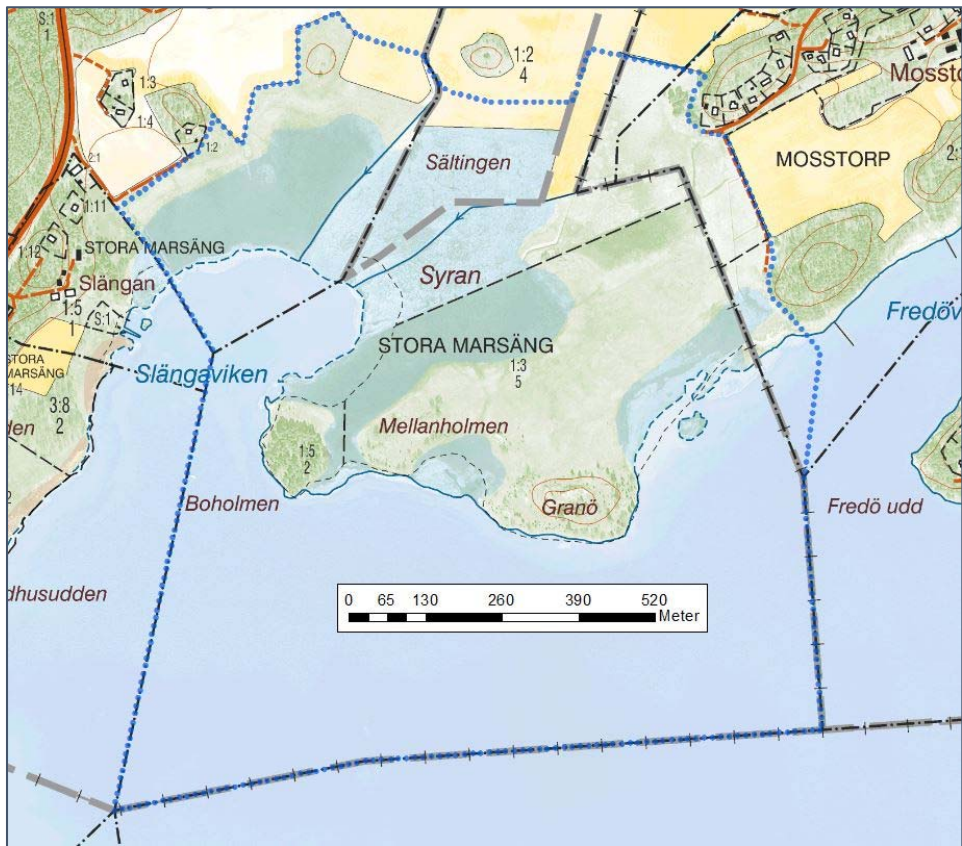 S:1
1
1:3
1:4
1:2
4
Mossto
2:1
1:2
Sältingen
MOSSTORP
2:
1:11
1:12
STORA MARSÄNG
Slängan
Syran
1:5
1
S:1
Fredöv
STORA
MARSÄNG
14
STORA MARSÄNG
1:3
5
Slängaviken
3:8
2
den
Mellanholmen
1:5
2
Boholmen
Granö
Fredö udd
dhusudden
0 65 130 260 390 520
Meter